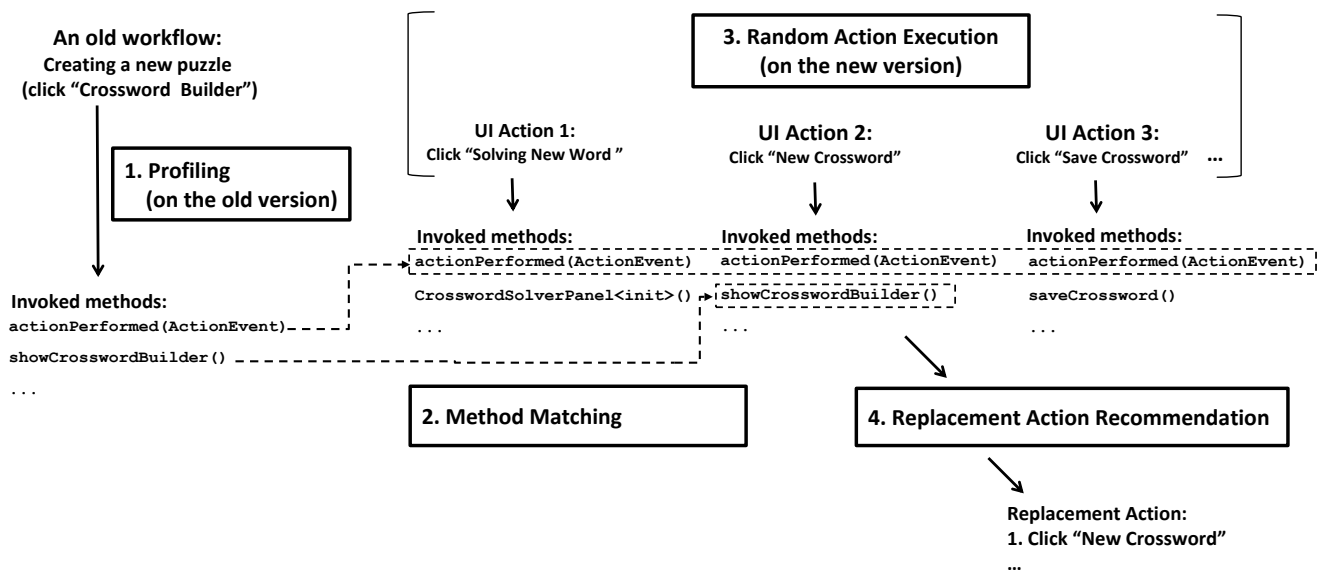 An old workflow:
Creating a new puzzle
(click “Crossword Builder”)
1. Profiling
(on the old version)
Invoked methods:
actionPerformed(ActionEvent)
showCrosswordBuilder()
...
3. Random Action Execution
(on the new version)
UI Action 1:
Click “Solving New Word ”
UI Action 2:
Click “New Crossword”
UI Action 3:
Click “Save Crossword” ...
Invoked methods:
actionPerformed(ActionEvent)
CrosswordSolverPanel<init>()
...
Invoked methods:
actionPerformed(ActionEvent)
showCrosswordBuilder()
...
Invoked methods:
actionPerformed(ActionEvent)
saveCrossword()
...
2. Method Matching
4. Replacement Action Recommendation
Replacement Action:
1. Click “New Crossword”
...